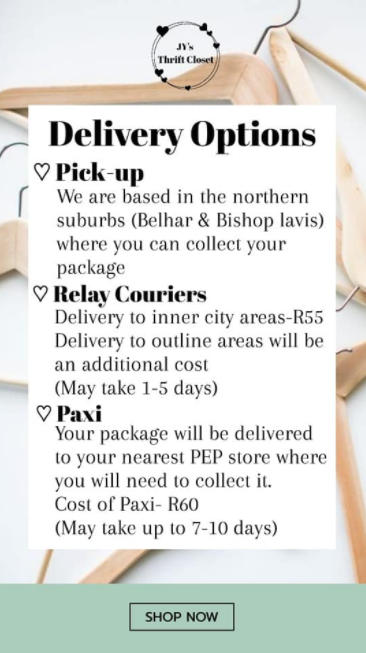 JY's
Thrift Closet
Delivery Options
♡ Pick-up
We are based in the northern
suburbs (Belhar & Bishop lavis)
where you can collect your
package
♡ Relay Couriers
Delivery to inner city areas-R55
Delivery to outline areas will be
an additional cost
(May take 1-5 days)
♡ Paxi
Your package will be delivered
to your nearest PEP store where
you will need to collect it.
Cost of Paxi- R60
(May take up to 7-10 days)
SHOP NOW